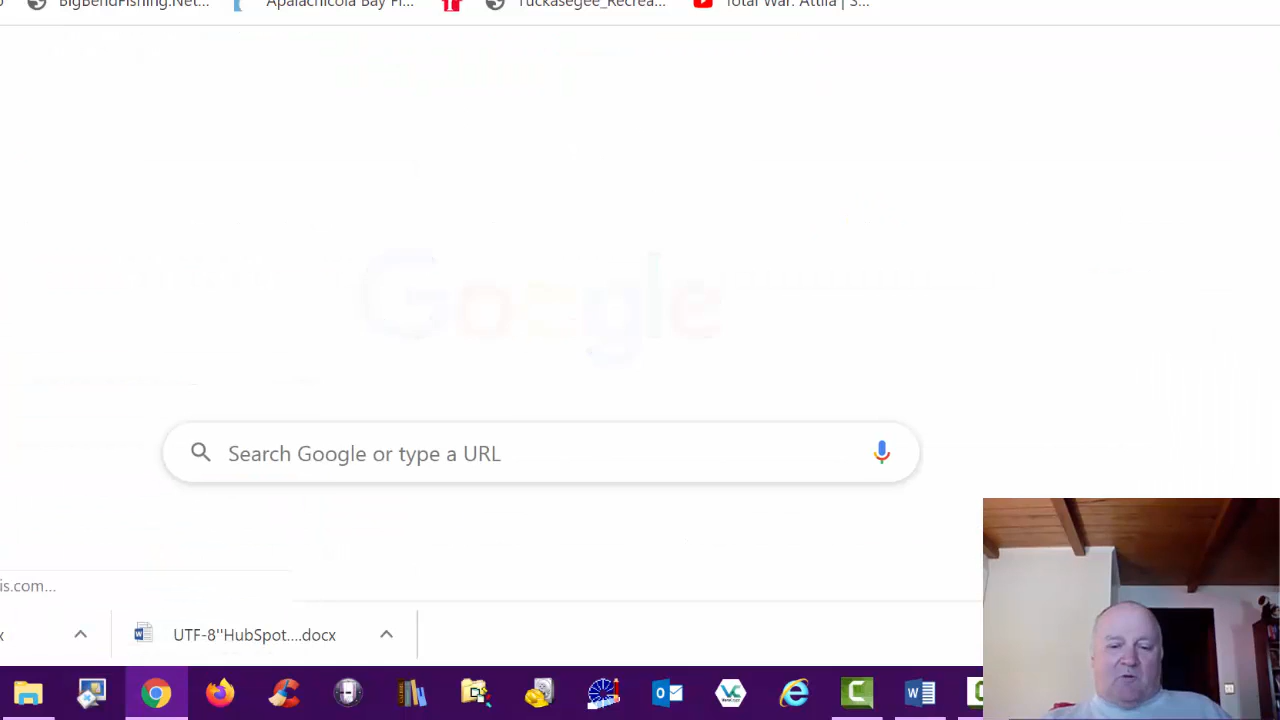 BigBendFishing.Net... Apalachicola Bay Fi... Tuckasegee_Recrea... Total War: Attila | S...
Google
Search Google or type a URL
is.com...
x UTF-8''HubSpot....docx